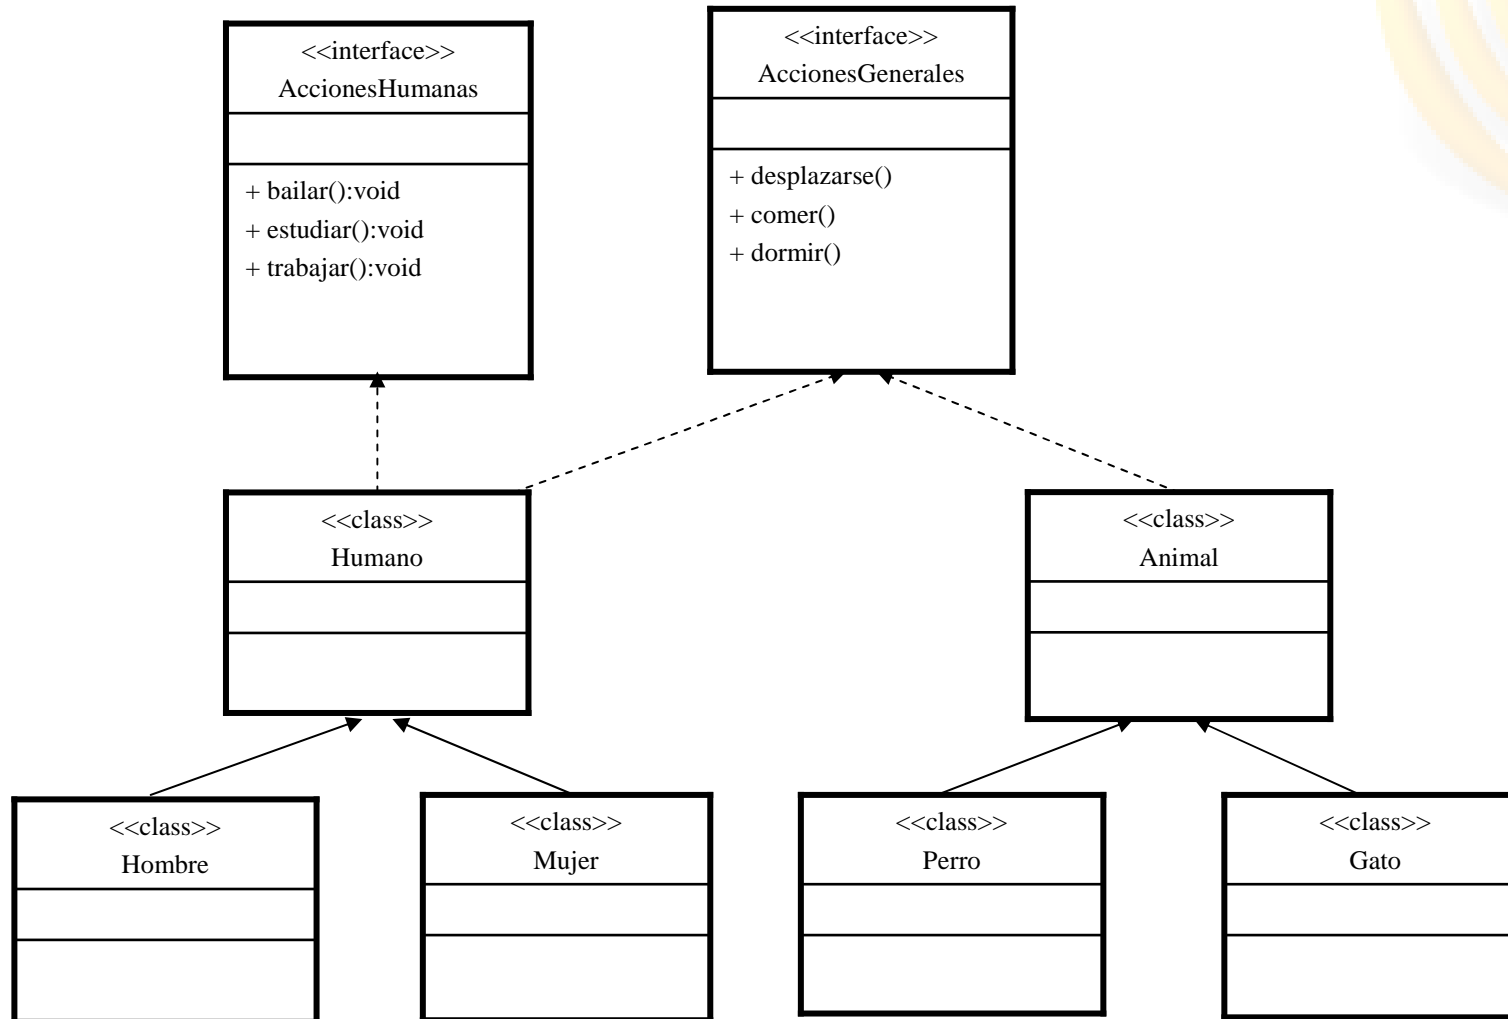 <<interface>>
AccionesHumanas
+ bailar():void
+ estudiar():void
+ trabajar():void
<<interface>>
AccionesGenerales
+ desplazarse()
+ comer()
+ dormir()
<<class>>
Humano
<<class>>
Animal
<<class>>
Hombre
<<class>>
Mujer
<<class>>
Perro
<<class>>
Gato